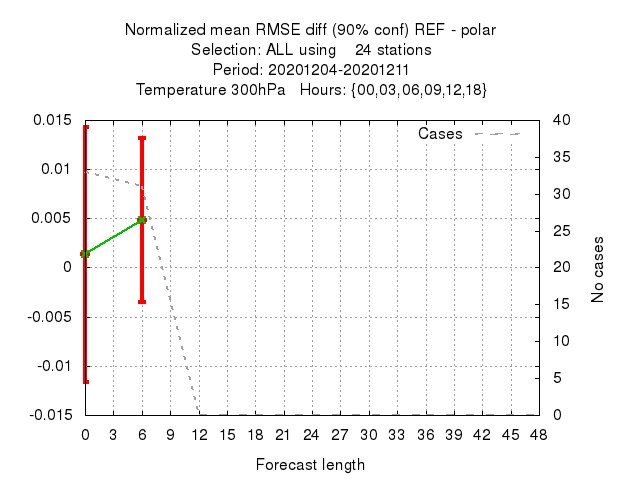 Normalized mean RMSE diff (90% conf) REF - polar
Selection: ALL using 24 stations
Period: 20201204-20201211
Temperature 300hPa Hours: {00,03,06,09,12,18}
Cases
0.015
0.01
0.005
0
-0.005
-0.01
-0.015
40
35
30
25
20
15
10
5
0
No cases
0 3 6 9 12 15 18 21 24 27 30 33 36 39 42 45 48
Forecast length